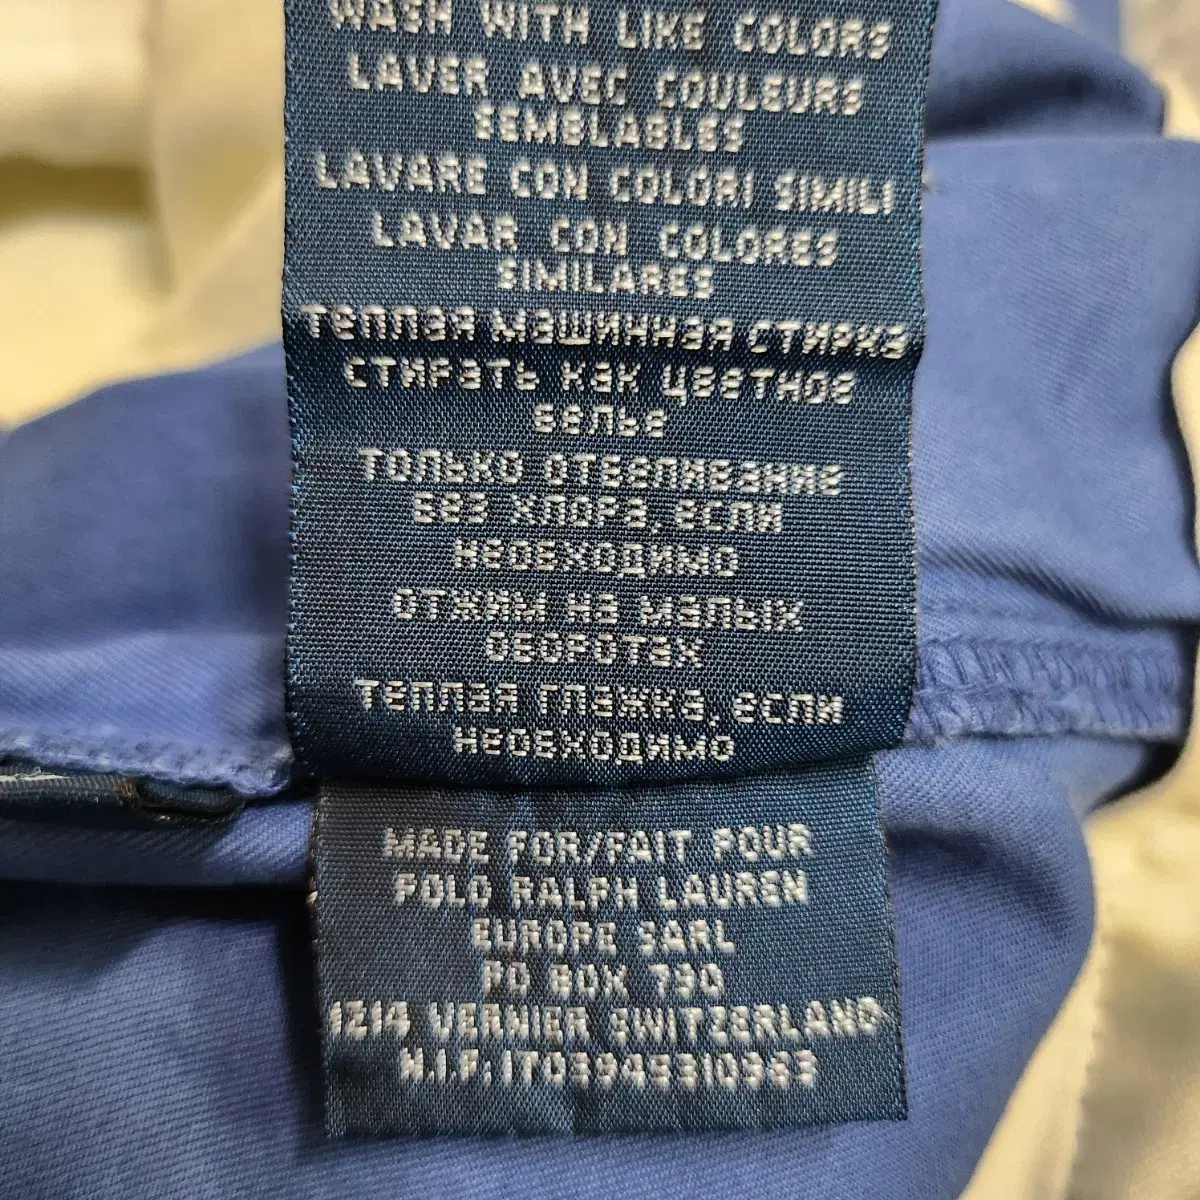 WASH WITH LIKE COLORS
LAVER AVEC COULEURS
SEMBLABLES
LAVARE CON COLORI SIMILI
LAVAR CON COLORES
SIMILARES
ТЕПЛАЯ МАШИННАЯ СТИРКА
СТИРАТЬ КАК ЦВЕТНОЕ
БЕЛЬЕ
ТОЛЬКО ОТБЕЛИВАНИЕ
БЕЗ ХЛОРА, ЕСЛИ
НЕОБХОДИМО
ОТЖИМ НА МАЛЫХ
ОБОРОТАХ
ТЕПЛАЯ ГЛАЖКА, ЕСЛИ
НЕОБХОДИМО
MADE FOR/FAIT POUR
POLO RALPH LAUREN
EUROPE SARL
PO BOX 790
1214 VERNIER SWITZERLAND
N.I.F.